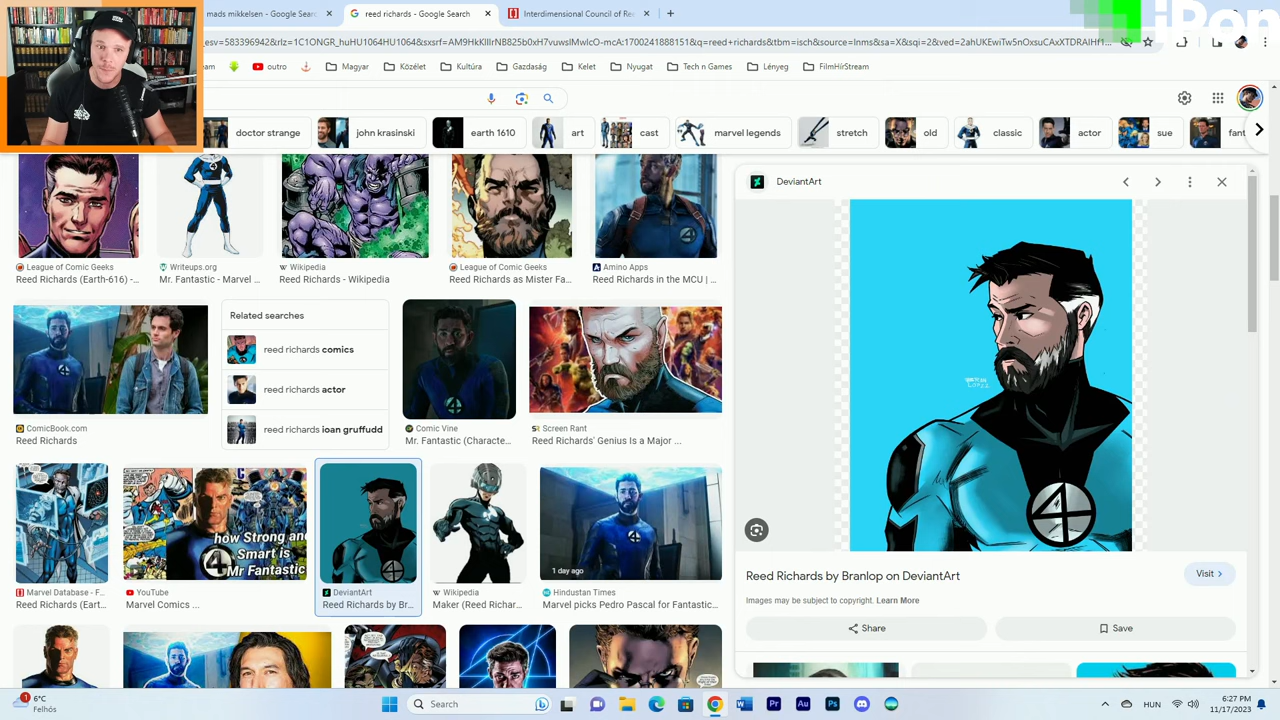 mads mikkelsen - Google Search
reed richards - Google Search
Interdimensional Council of Re
iPon
outro
Magyar
Közélet
Kultúra
Gazdaság
Kelet
Nyugat
Tech n Games
Lényeg
FilmHírStream
doctor strange
john krasinski
earth 1610
art
cast
marvel legends
stretch
old
classic
actor
sue
fant
DeviantArt
League of Comic Geeks
Reed Richards (Earth-616) -...
Writeups.org
Mr. Fantastic - Marvel ...
Wikipedia
Reed Richards - Wikipedia
League of Comic Geeks
Reed Richards as Mister Fa...
Amino Apps
Reed Richards in the MCU | ...
ComicBook.com
Reed Richards
Related searches
reed richards comics
reed richards actor
reed richards ioan gruffudd
Comic Vine
Mr. Fantastic (Characte...
Screen Rant
Reed Richards' Genius Is a Major ...
how Strong and
Smart is
Mr Fantastic
1 day ago
Marvel Database - F...
Reed Richards (Eart...
YouTube
Marvel Comics ...
DeviantArt
Reed Richards by Br...
Wikipedia
Maker (Reed Richar...
Hindustan Times
Marvel picks Pedro Pascal for Fantastic...
Reed Richards by Branlop on DeviantArt
Visit
Images may be subject to copyright. Learn More
Share
Save
6°C
Felhős
Search
HUN
6:27 PM
11/17/2023